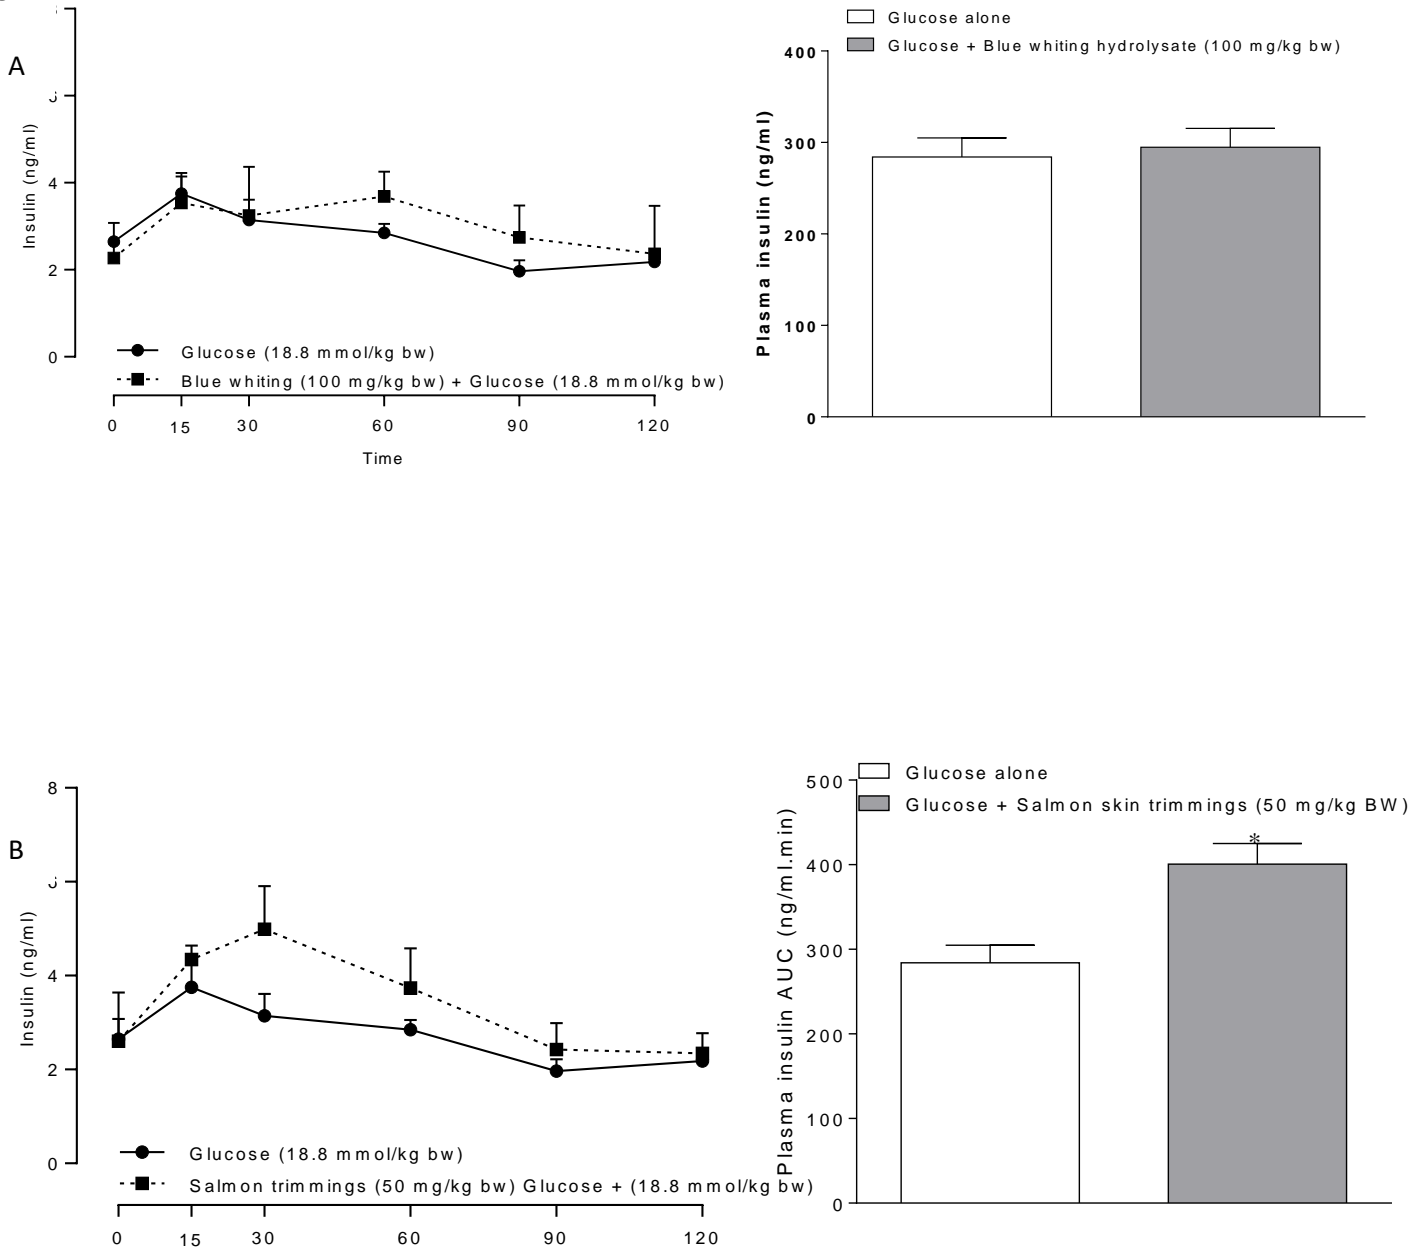 A
4
2
0
Insulin (ng/ml)
Glucose (18.8 mmol/kg bw)
Blue whiting (100 mg/kg bw) + Glucose (18.8 mmol/kg bw)
0 15 30 60 90 120
Time
Glucose alone
Glucose + Blue whiting hydrolysate (100 mg/kg bw)
400
300
200
100
0
Plasma insulin (ng/ml)
B
8
4
2
0
Insulin (ng/ml)
Glucose (18.8 mmol/kg bw)
Salmon trimmings (50 mg/kg bw) Glucose + (18.8 mmol/kg bw)
0 15 30 60 90 120
Glucose alone
Glucose + Salmon skin trimmings (50 mg/kg BW)
500
400
300
200
100
0
Plasma insulin AUC (ng/ml.min)
*